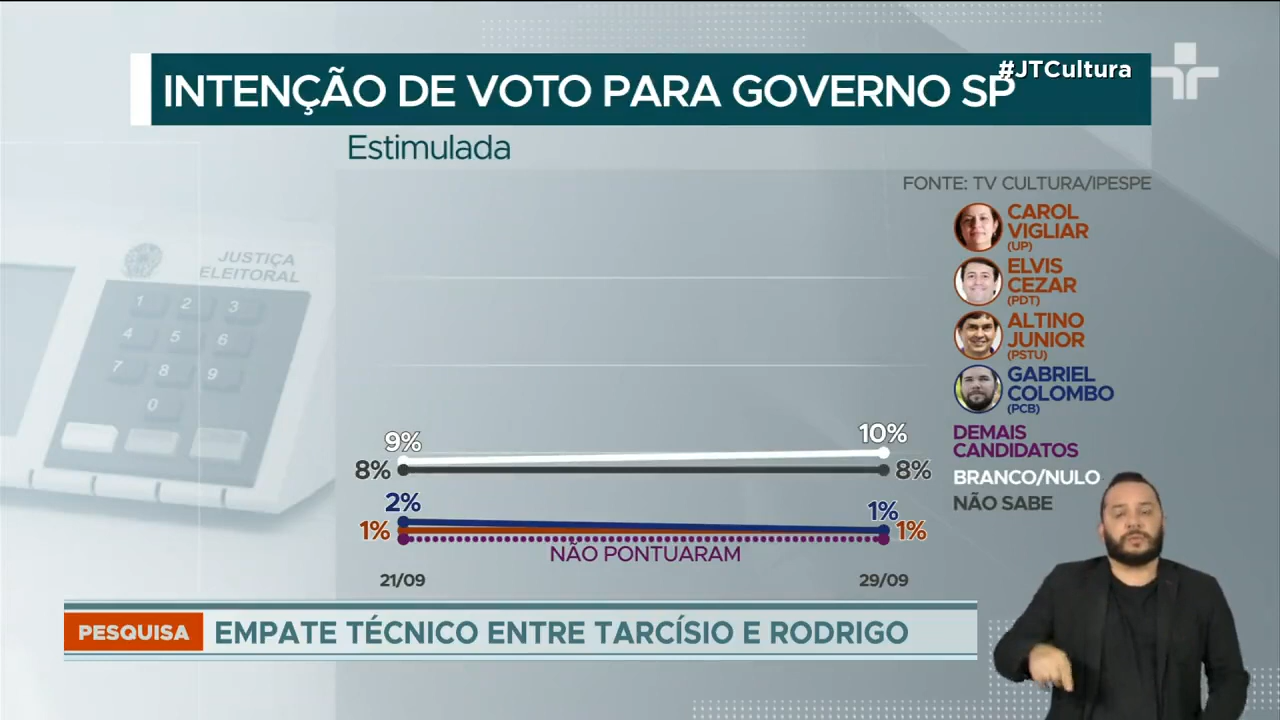 INTENÇÃO DE VOTO PARA GOVERNO SP
#JTCultura
Estimulada
FONTE: TV CULTURA/IPESPE
JUSTIÇA
ELEITORAL
1 2 3
4 5 6
7 8 9
0
CAROL
VIGLIAR
(UP)
ELVIS
CEZAR
(PDT)
ALTINO
JUNIOR
(PSTU)
GABRIEL
COLOMBO
(PCB)
DEMAIS
CANDIDATOS
BRANCO/NULO
NÃO SABE
9% 10%
8% 8%
2% 1%
1% 1%
NÃO PONTUARAM
21/09 29/09
PESQUISA EMPATE TÉCNICO ENTRE TARCÍSIO E RODRIGO